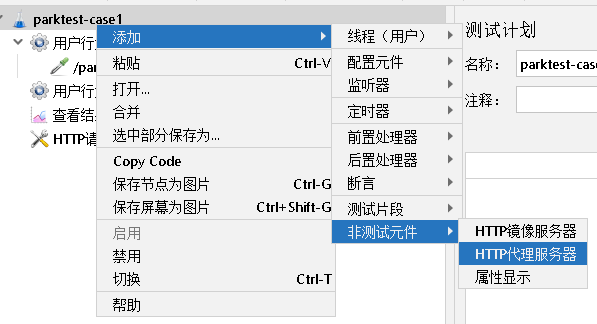 parktest-case1
用户行
/par
用户行
查看结
HTTP请
添加
粘贴 Ctrl-V
打开...
合并
选中部分保存为...
Copy Code
保存节点为图片 Ctrl-G
保存屏幕为图片 Ctrl+Shift-G
启用
禁用
切换 Ctrl-T
帮助
线程（用户）
配置元件
监听器
定时器
前置处理器
后置处理器
断言
测试片段
非测试元件
HTTP镜像服务器
HTTP代理服务器
属性显示
测试计划
名称： parktest-case
注释：